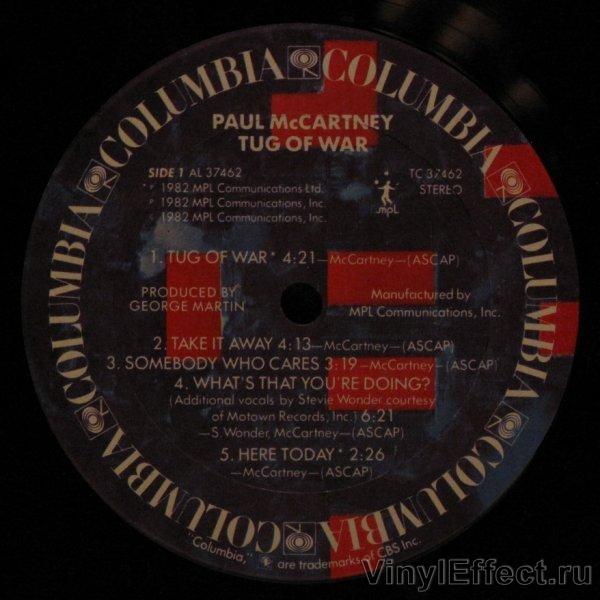 COLUMBIA COLUMBIA COLUMBIA COLUMBIA COLUMBIA COLUMBIA COLUMBIA
PAUL McCARTNEY
TUG OF WAR
SIDE 1 AL 37462
TC 37462
* ℗ 1982 MPL Communications Ltd.
STEREO
℗ 1982 MPL Communications, Inc.
© 1982 MPL Communications, Inc.
mpL
1. TUG OF WAR* 4:21—McCartney—(ASCAP)
PRODUCED BY
GEORGE MARTIN
Manufactured by
MPL Communications, Inc.
2. TAKE IT AWAY 4:13—McCartney—(ASCAP)
3. SOMEBODY WHO CARES 3:19—McCartney—(ASCAP)
4. WHAT'S THAT YOU'RE DOING?
(Additional vocals by Stevie Wonder courtesy
of Motown Records, Inc.) 6:21
—S. Wonder, McCartney—(ASCAP)
5. HERE TODAY* 2:26
—McCartney—(ASCAP)
"Columbia," are trademarks of CBS Inc.
VinylEffect.ru